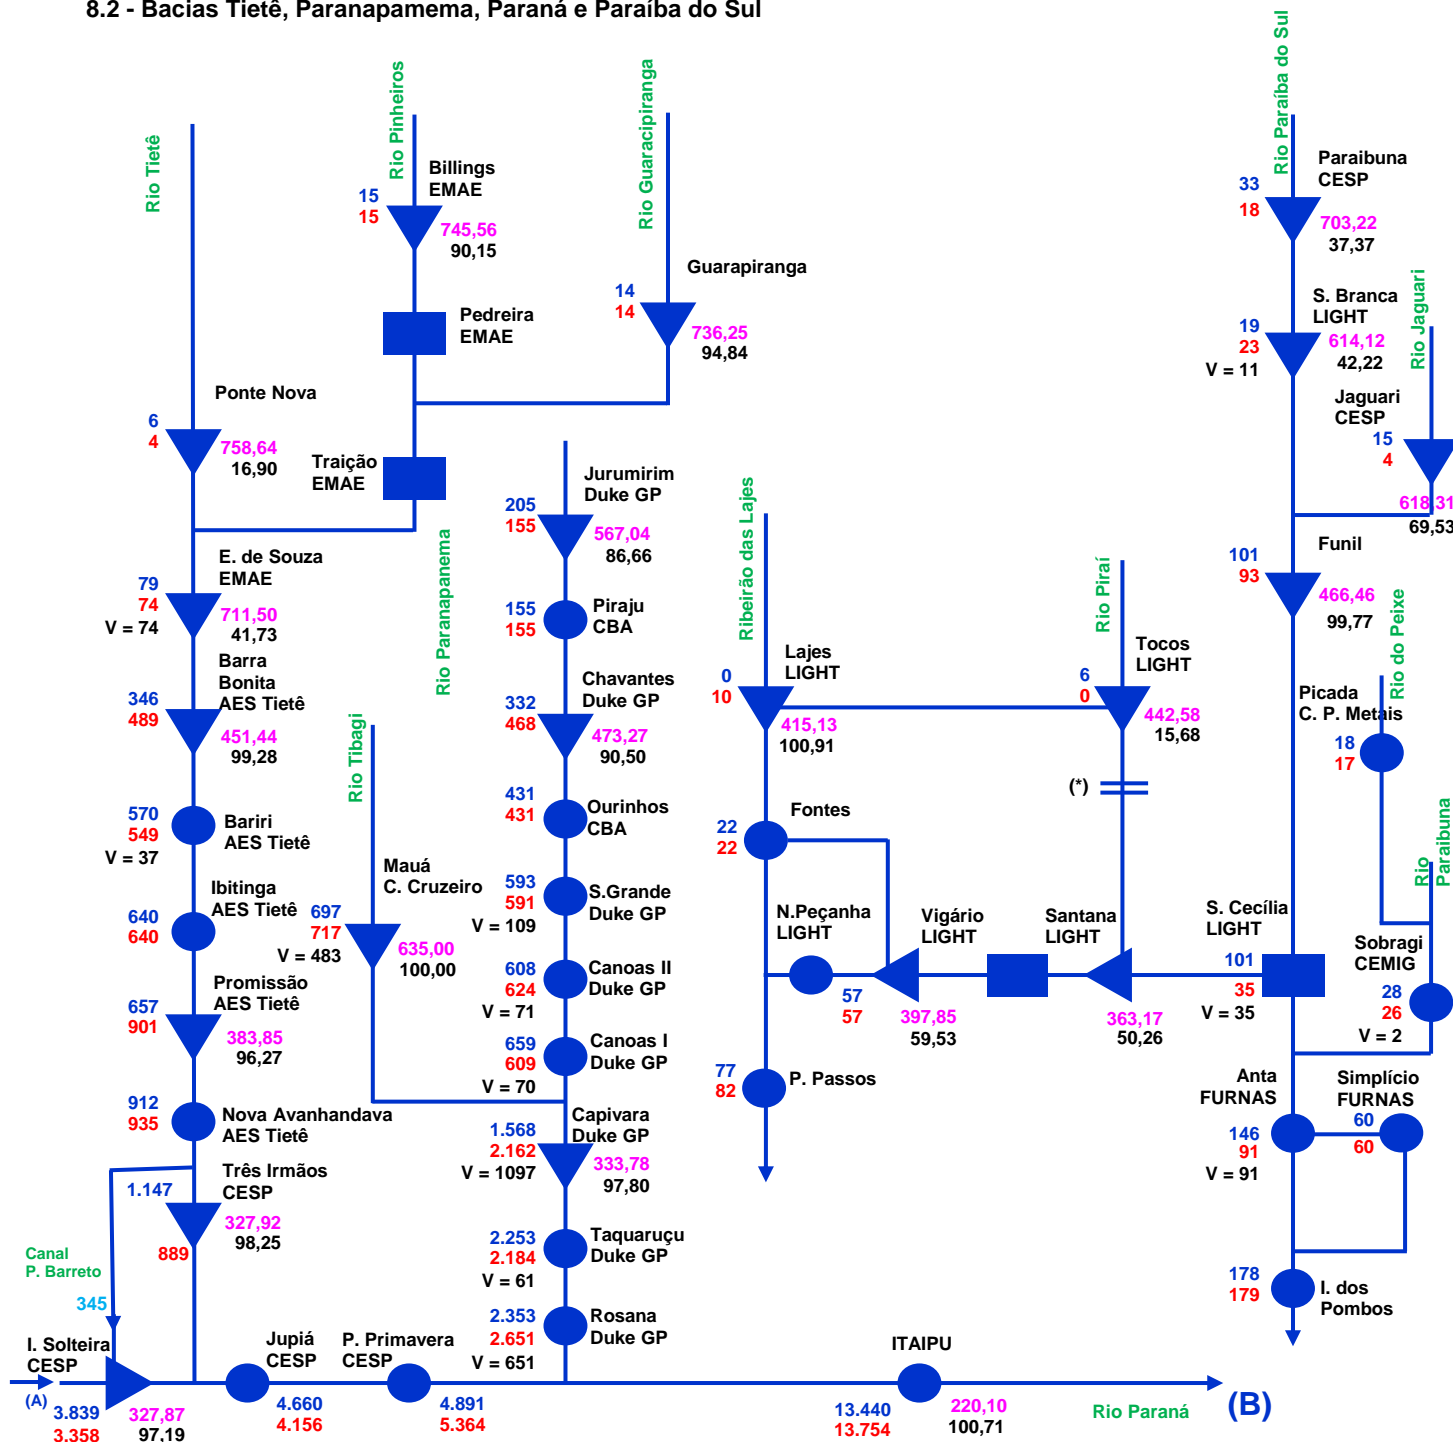 8.2 - Bacias Tietê, Paranapamema, Paraná e Paraíba do Sul
Rio Tietê
Rio Pinheiros
Rio Guaracipiranga
Rio Paraíba do Sul
Billings
EMAE
15
15
745,56
90,15
Pedreira
EMAE
Guarapiranga
14
14
736,25
94,84
Ponte Nova
6
4
758,64
16,90
Traição
EMAE
E. de Souza
EMAE
79
74
V = 74
711,50
41,73
Barra
Bonita
AES Tietê
346
489
451,44
99,28
570
549
V = 37
Bariri
AES Tietê
Ibitinga
AES Tietê
640
640
Promissão
AES Tietê
657
901
383,85
96,27
912
935
Nova Avanhandava
AES Tietê
Três Irmãos
CESP
1.147
889
327,92
98,25
Canal
P. Barreto
345
I. Solteira
CESP
(A)
3.839
3.358
327,87
97,19
Jupiá
CESP
4.660
4.156
P. Primavera
CESP
4.891
5.364
Rio Paranapanema
Rio Tibagi
Mauá
C. Cruzeiro
697
717
V = 483
635,00
100,00
Jurumirim
Duke GP
205
155
567,04
86,66
155
155
Piraju
CBA
Chavantes
Duke GP
332
468
473,27
90,50
431
431
Ourinhos
CBA
593
591
V = 109
S.Grande
Duke GP
608
624
V = 71
Canoas II
Duke GP
659
609
V = 70
Canoas I
Duke GP
Capivara
Duke GP
1.568
2.162
V = 1097
333,78
97,80
2.253
2.184
V = 61
Taquaruçu
Duke GP
2.353
2.651
V = 651
Rosana
Duke GP
ITAIPU
13.440
13.754
220,10
100,71
Rio Paraná
(B)
Ribeirão das Lajes
Lajes
LIGHT
0
10
415,13
100,91
Rio Piraí
Tocos
LIGHT
6
0
442,58
15,68
(*)
Fontes
22
22
N.Peçanha
LIGHT
57
57
Vigário
LIGHT
397,85
59,53
Santana
LIGHT
363,17
50,26
77
82
P. Passos
Paraibuna
CESP
33
18
703,22
37,37
S. Branca
LIGHT
19
23
V = 11
614,12
42,22
Rio Jaguari
Jaguari
CESP
15
4
618,31
69,53
Funil
101
93
466,46
99,77
Rio do Peixe
Picada
C. P. Metais
18
17
Rio
Paraibuna
S. Cecília
LIGHT
101
35
V = 35
Sobragi
CEMIG
28
26
V = 2
Anta
FURNAS
146
91
V = 91
Simplício
FURNAS
60
60
178
179
I. dos
Pombos